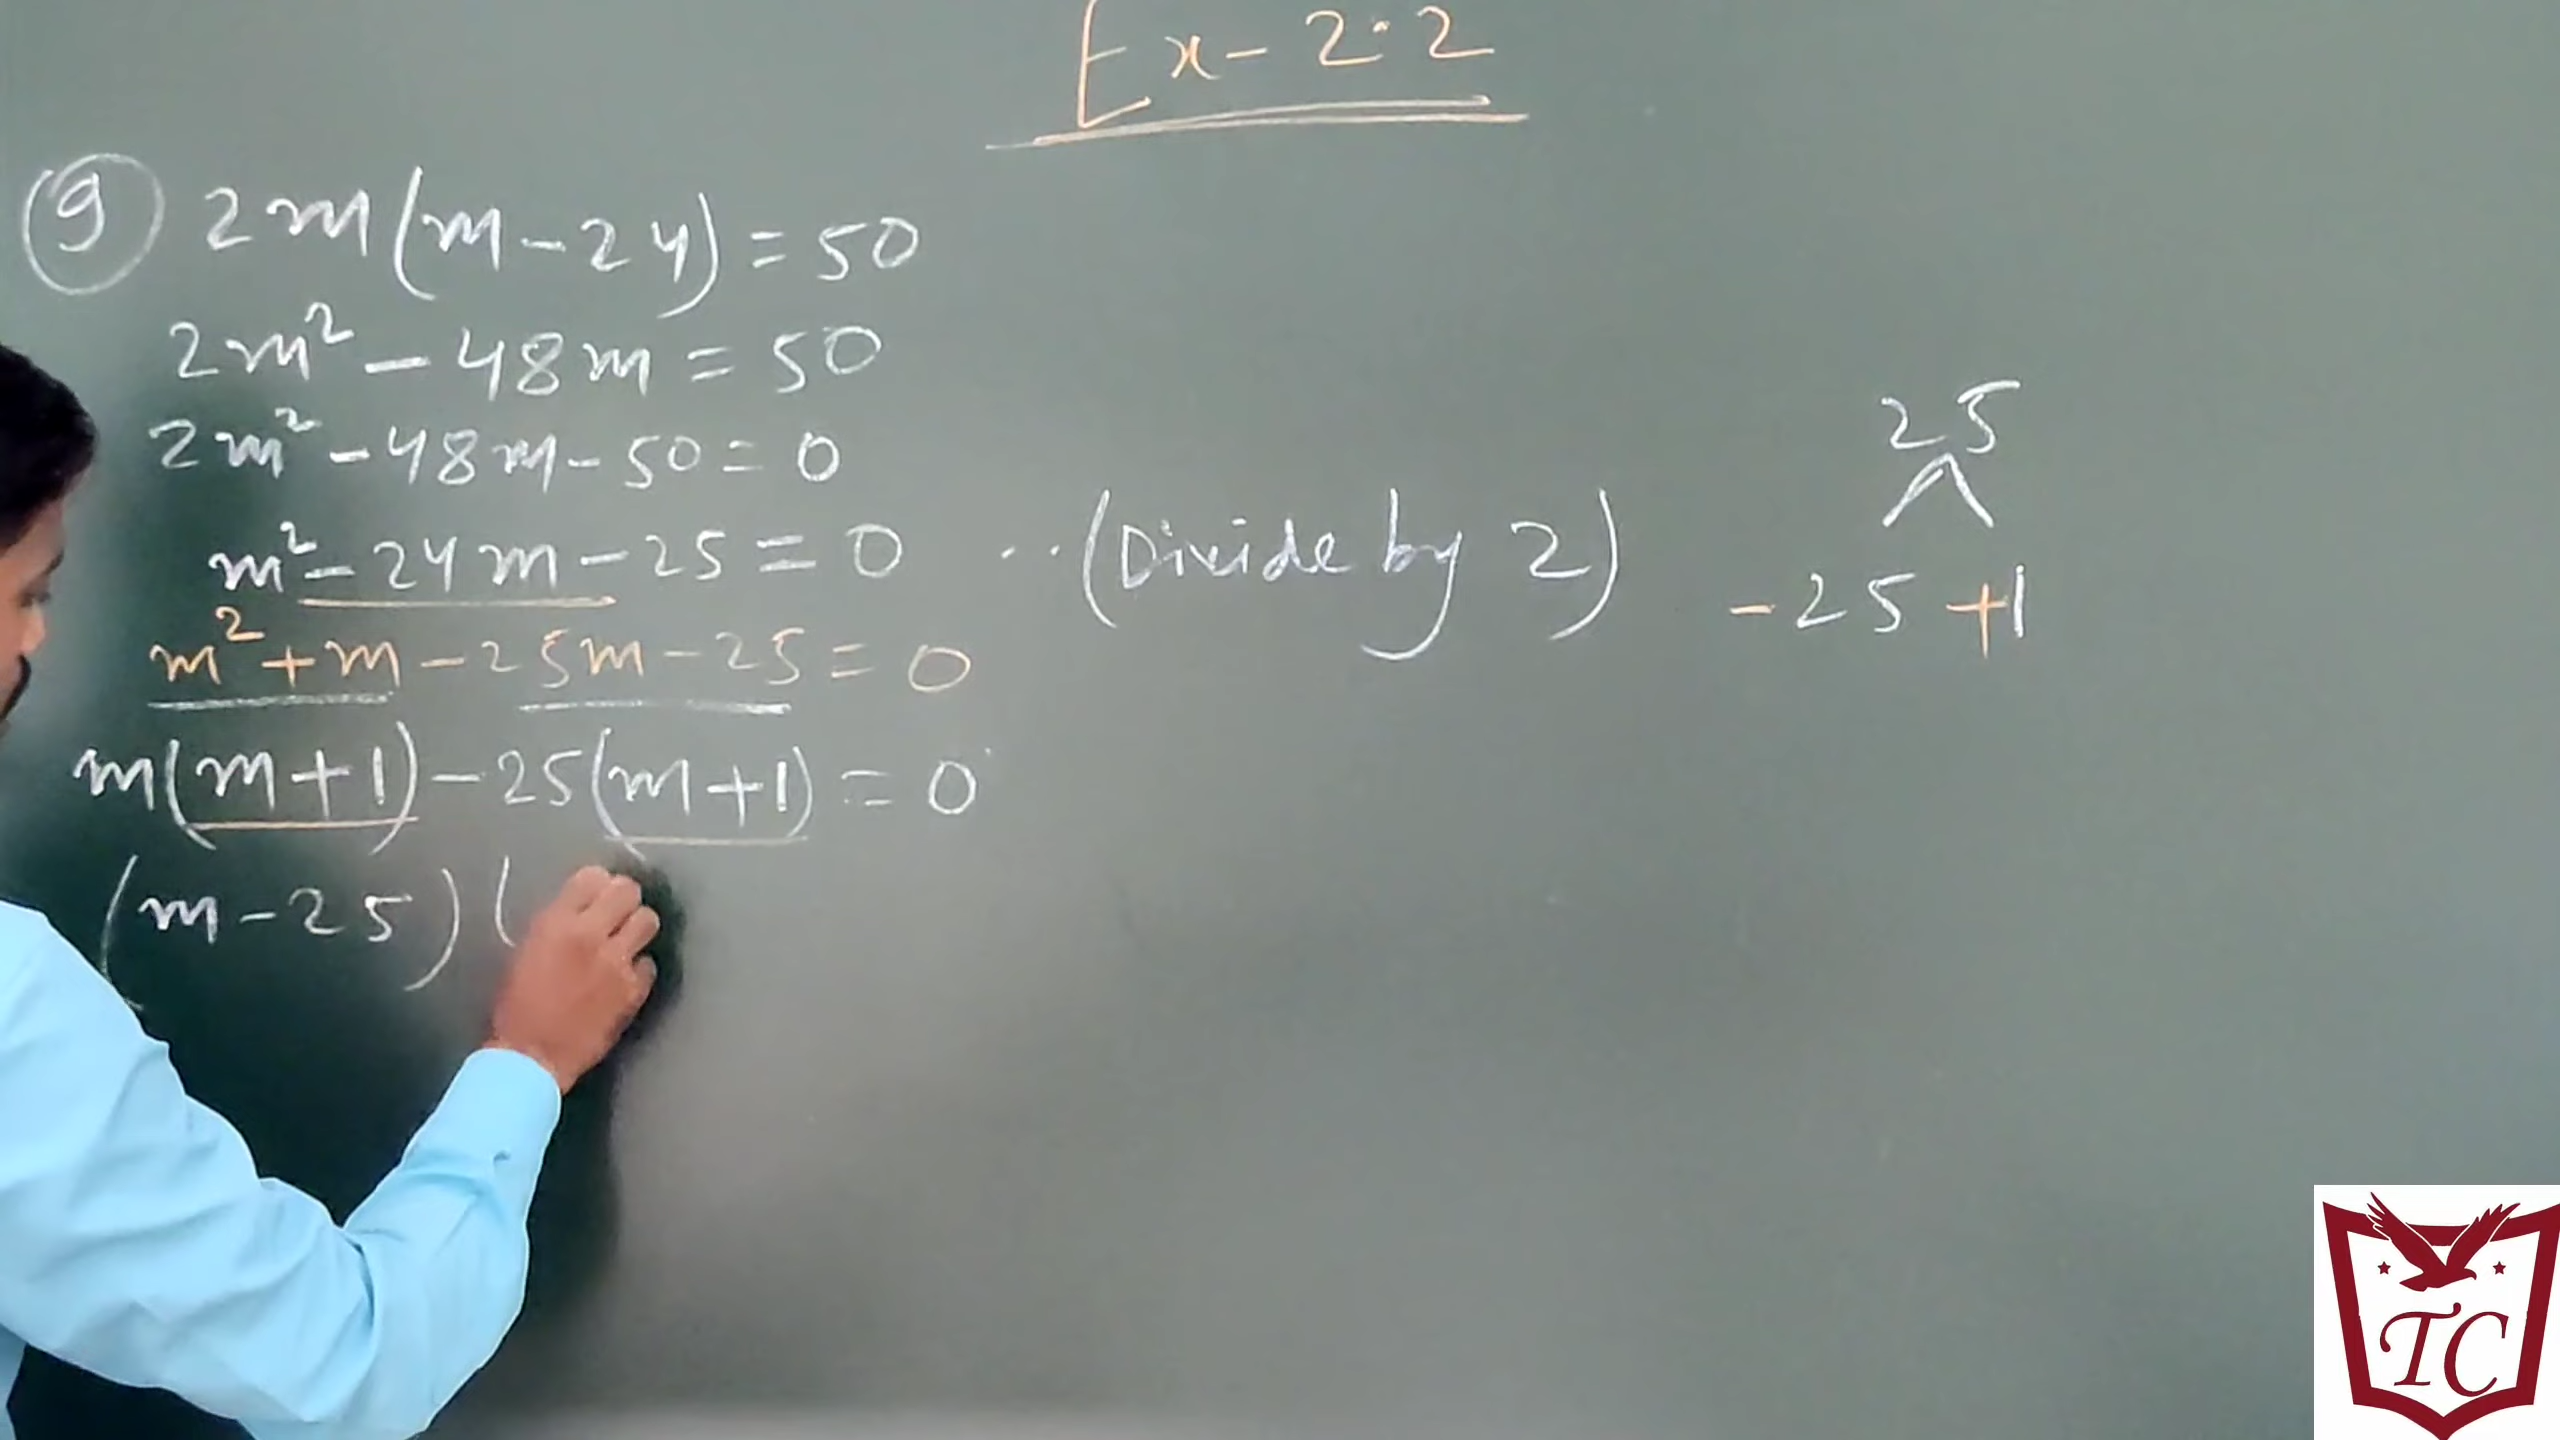 Ex - 2.2
9 2m(m-24) = 50
2m² - 48m = 50
2m² - 48m - 50 = 0
m² - 24m - 25 = 0 ..(Divide by 2)
m² + m - 25m - 25 = 0
m(m+1) - 25(m+1) = 0
(m-25)(
25
-25 +1
TC